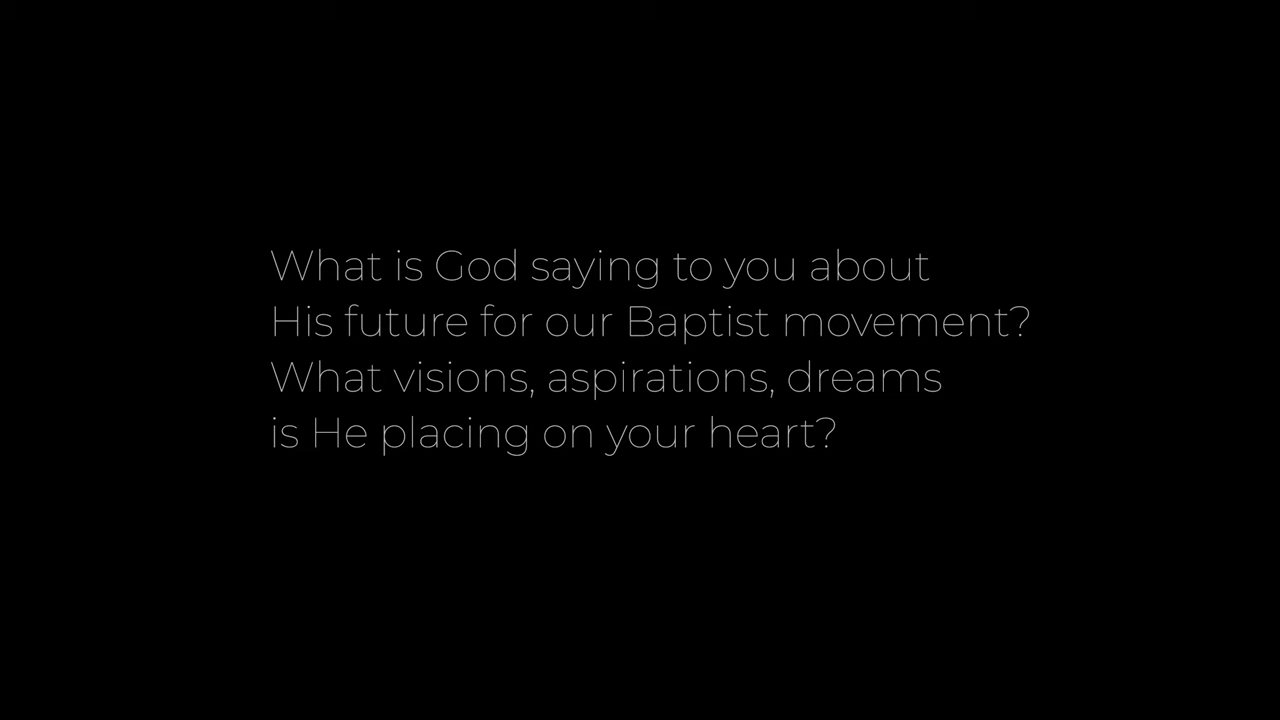 What is God saying to you about
His future for our Baptist movement?
What visions, aspirations, dreams
is He placing on your heart?